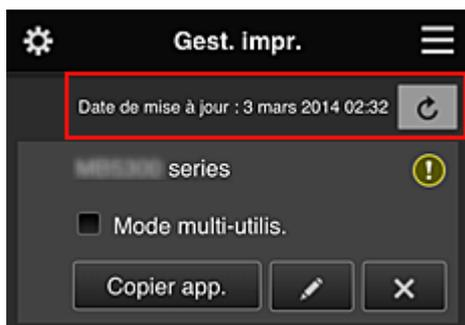 Gest. impr.
Date de mise à jour : 3 mars 2014 02:32
series
Mode multi-utilis.
Copier app.